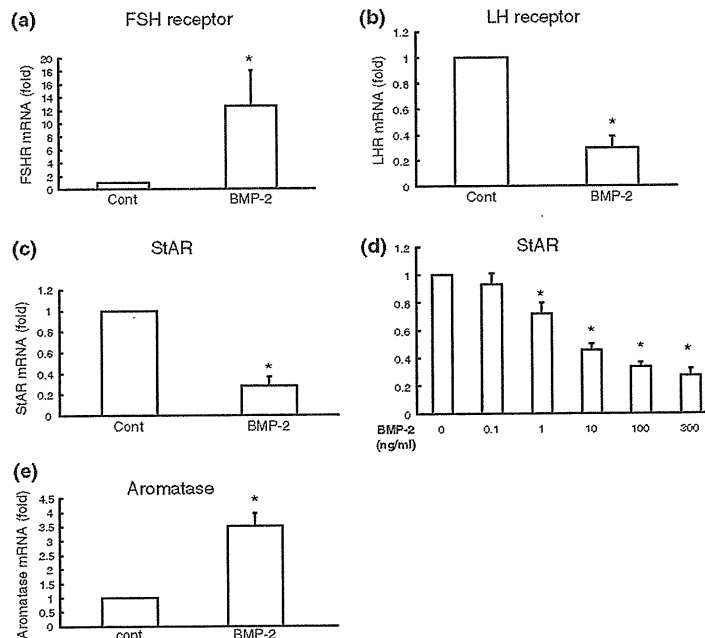 (a)
FSH receptor
FSHR mRNA (fold)
20
18
16
14
12
10
8
6
4
2
0
*
Cont
BMP-2
(b)
LH receptor
LHR mRNA (fold)
1.2
1
0.8
0.6
0.4
0.2
0
*
Cont
BMP-2
(c)
StAR
StAR mRNA (fold)
1.2
1
0.8
0.6
0.4
0.2
0
*
Cont
BMP-2
(d)
StAR
1.2
1
0.8
0.6
0.4
0.2
0
*
*
*
*
BMP-2
(ng/ml)
0
0.1
1
10
100
300
(e)
Aromatase
Aromatase mRNA (fold)
4.5
4
3.5
3
2.5
2
1.5
1
0.5
0
*
cont
BMP-2